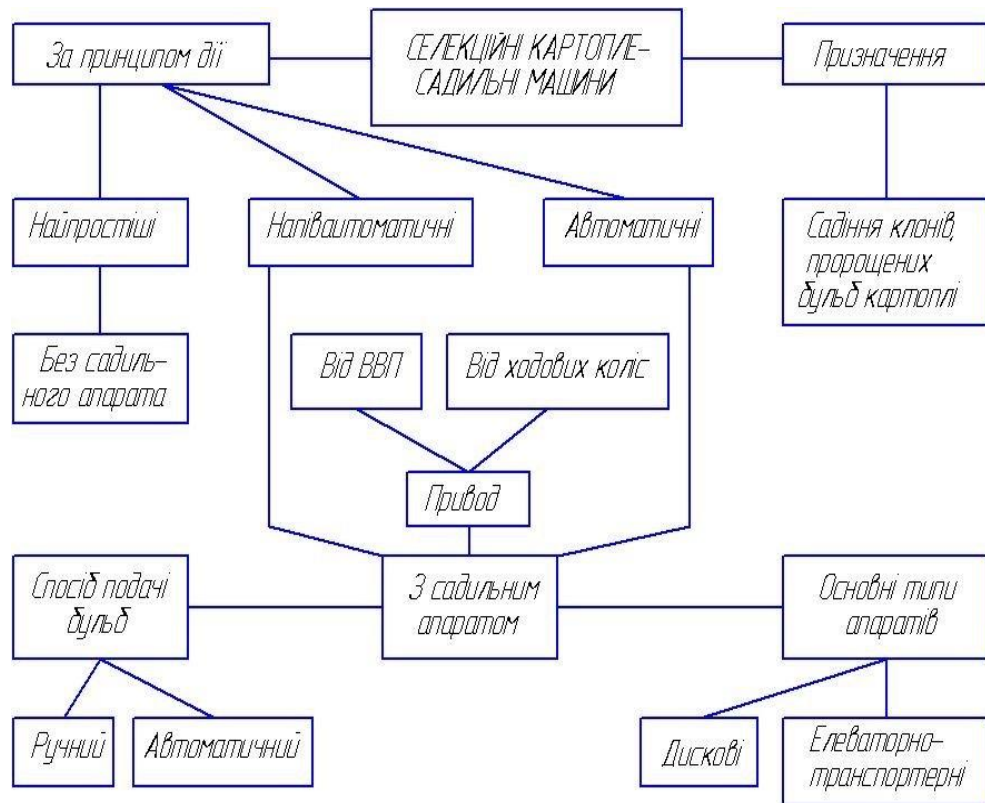 За принципом дії
СЕЛЕКЦІЙНІ КАРТОПЛЕ-
САДИЛЬНІ МАШИНИ
Призначення
Найпростіші
Напіваитоматичні
Автоматичні
Садіння клонів,
пророщених
бульб картоплі
Без садиль-
ного апарата
Від ВВП
Від ходових коліс
Привод
Спосіб подачі
бульб
З садильним
апаратом
Основні типи
апаратів
Ручний
Автоматичний
Дискові
Елеваторно-
транспортерні